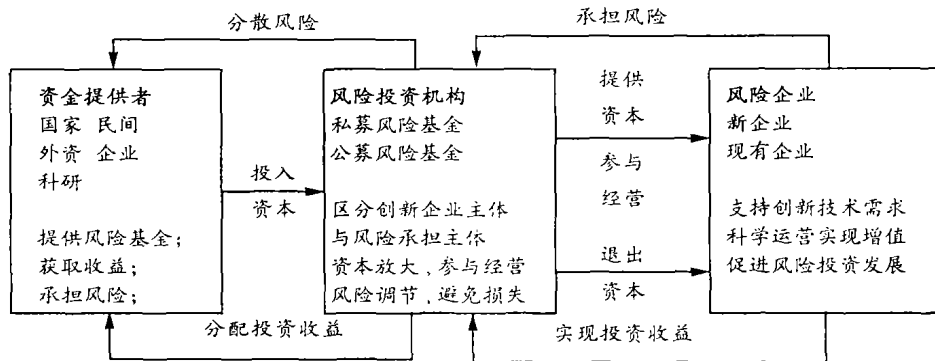 分散风险
承担风险
资金提供者
国家 民间
外资 企业
科研
提供风险基金;
获取收益;
承担风险;
投入
资本
风险投资机构
私募风险基金
公募风险基金
区分创新企业主体
与风险承担主体
资本放大、参与经营
风险调节、避免损失
提供
资本
参与
经营
退出
资本
风险企业
新企业
现有企业
支持创新技术需求
科学运营实现增值
促进风险投资发展
分配投资收益
实现投资收益